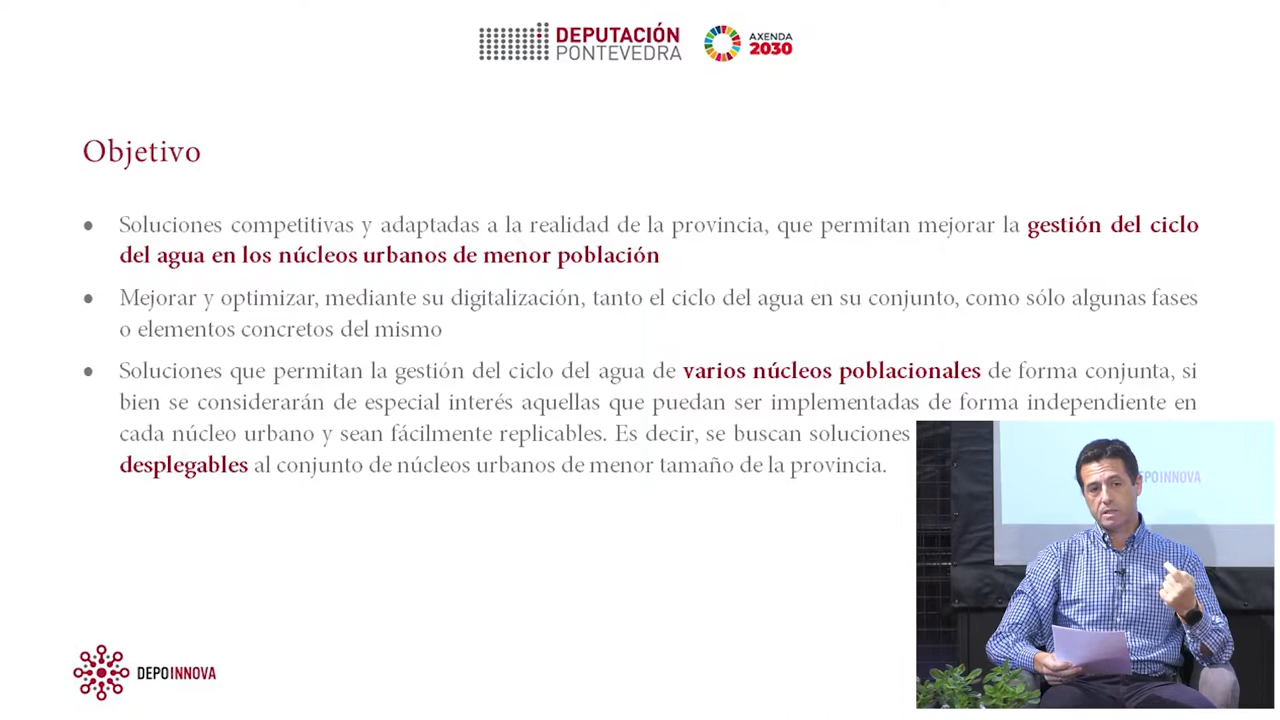 DEPUTACIÓN
PONTEVEDRA
AXENDA
2030
Objetivo
• Soluciones competitivas y adaptadas a la realidad de la provincia, que permitan mejorar la gestión del ciclo
del agua en los núcleos urbanos de menor población
• Mejorar y optimizar, mediante su digitalización, tanto el ciclo del agua en su conjunto, como sólo algunas fases
o elementos concretos del mismo
• Soluciones que permitan la gestión del ciclo del agua de varios núcleos poblacionales de forma conjunta, si
bien se considerarán de especial interés aquellas que puedan ser implementadas de forma independiente en
cada núcleo urbano y sean fácilmente replicables. Es decir, se buscan soluciones
desplegables al conjunto de núcleos urbanos de menor tamaño de la provincia.
DEPOINNOVA
DEPOINNOVA